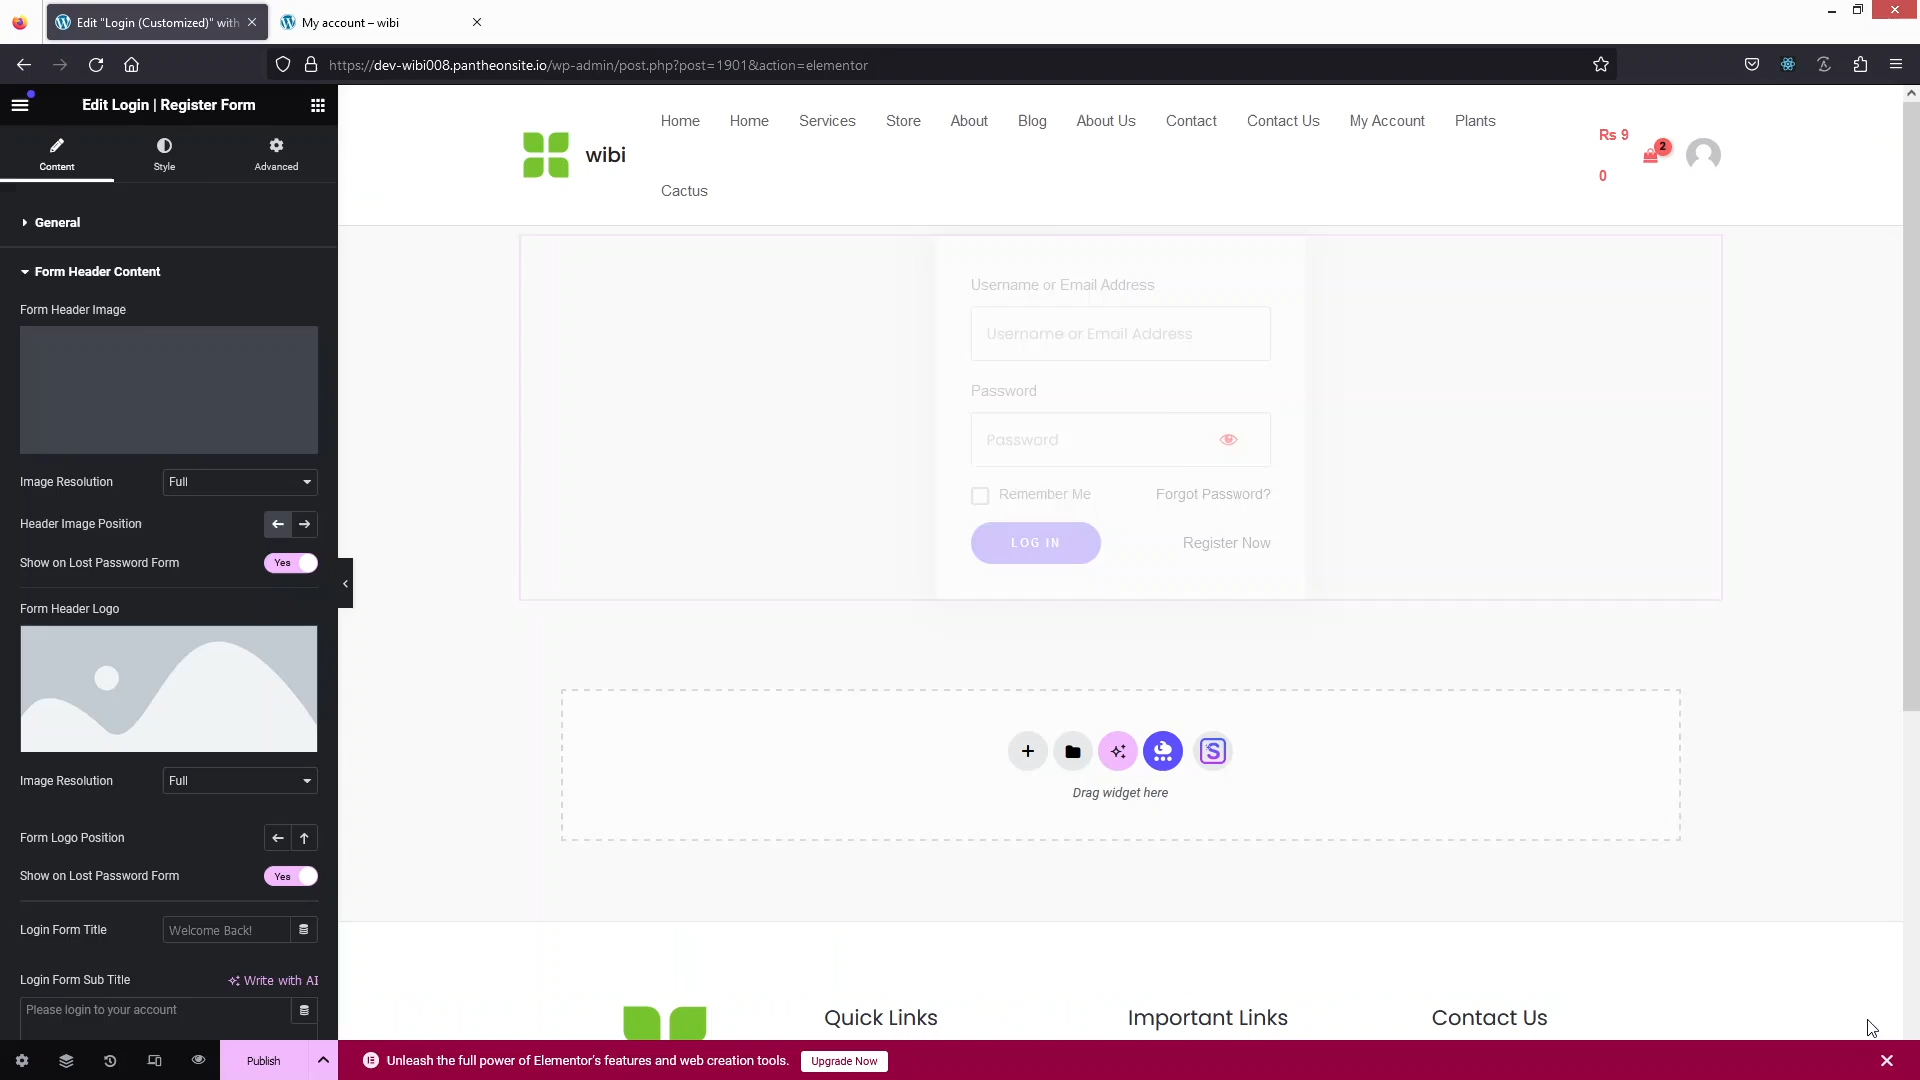 Edit "Login (Customized)" with
My account – wibi
https://dev-wibi008.pantheonsite.io/wp-admin/post.php?post=1901&action=elementor
Edit Login | Register Form
Content
Style
Advanced
General
Form Header Content
Form Header Image
Image Resolution
Full
Header Image Position
Show on Lost Password Form
Yes
Form Header Logo
Image Resolution
Full
Form Logo Position
Show on Lost Password Form
Yes
Login Form Title
Welcome Back!
Login Form Sub Title
Write with AI
Please login to your account
Publish
wibi
Home
Home
Services
Store
About
Blog
About Us
Contact
Contact Us
My Account
Plants
Cactus
Rs 9
0
2
Username or Email Address
Username or Email Address
Password
Password
Remember Me
Forgot Password?
LOG IN
Register Now
S
Drag widget here
Quick Links
Important Links
Contact Us
Unleash the full power of Elementor's features and web creation tools.
Upgrade Now